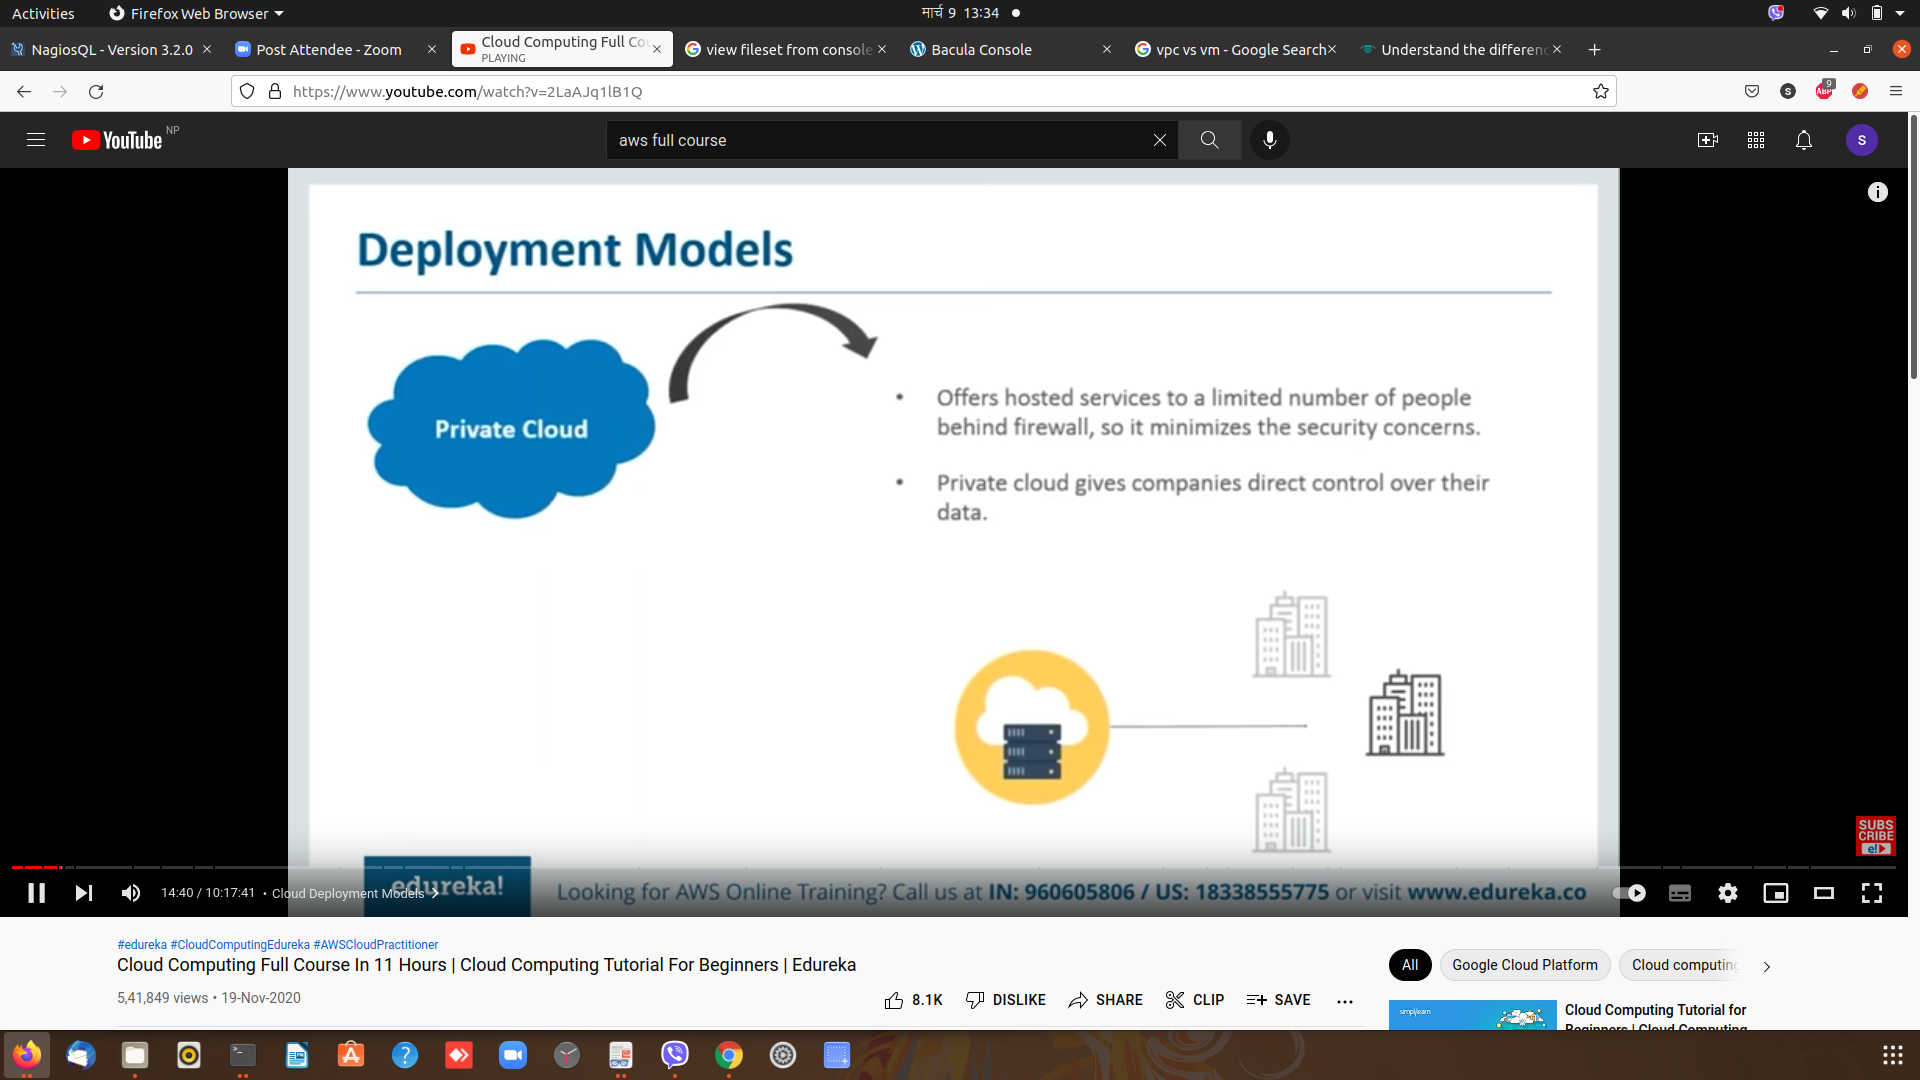 Activities
Firefox Web Browser
मार्च 9 13:34
NagiosQL - Version 3.2.0
Post Attendee - Zoom
Cloud Computing Full Co
PLAYING
view fileset from console
Bacula Console
vpc vs vm - Google Search
Understand the differenc
https://www.youtube.com/watch?v=2LaAJq1lB1Q
S
ABP
9
YouTube NP
aws full course
S
Deployment Models
Private Cloud
• Offers hosted services to a limited number of people
behind firewall, so it minimizes the security concerns.
• Private cloud gives companies direct control over their
data.
SUBS
CRIBE
e!
edureka!
Looking for AWS Online Training? Call us at IN: 960605806 / US: 18338555775 or visit www.edureka.co
14:40 / 10:17:41 • Cloud Deployment Models
#edureka #CloudComputingEdureka #AWSCloudPractitioner
Cloud Computing Full Course In 11 Hours | Cloud Computing Tutorial For Beginners | Edureka
5,41,849 views • 19-Nov-2020
8.1K
DISLIKE
SHARE
CLIP
SAVE
All
Google Cloud Platform
Cloud computing
simplilearn
Cloud Computing Tutorial for
Beginners | Cloud Computing